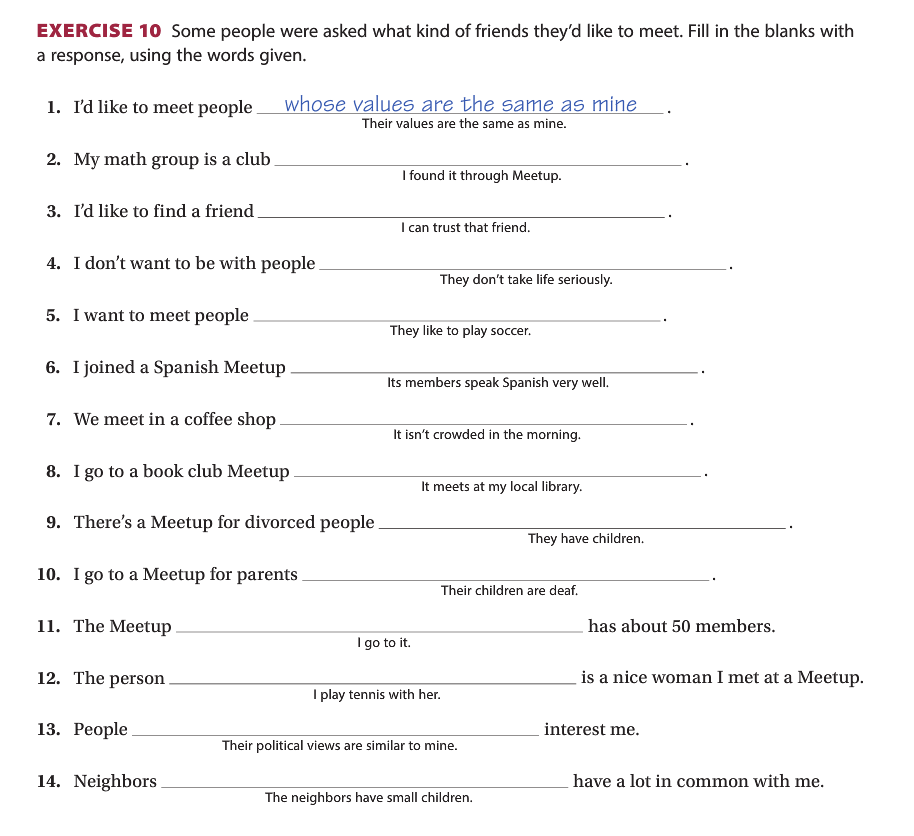 EXERCISE 10 Some people were asked what kind of friends they’d like to meet. Fill in the blanks with
a response, using the words given.
1. I’d like to meet people whose values are the same as mine .
Their values are the same as mine.
2. My math group is a club .
I found it through Meetup.
3. I’d like to find a friend .
I can trust that friend.
4. I don’t want to be with people .
They don’t take life seriously.
5. I want to meet people .
They like to play soccer.
6. I joined a Spanish Meetup .
Its members speak Spanish very well.
7. We meet in a coffee shop .
It isn’t crowded in the morning.
8. I go to a book club Meetup .
It meets at my local library.
9. There’s a Meetup for divorced people .
They have children.
10. I go to a Meetup for parents .
Their children are deaf.
11. The Meetup has about 50 members.
I go to it.
12. The person is a nice woman I met at a Meetup.
I play tennis with her.
13. People interest me.
Their political views are similar to mine.
14. Neighbors have a lot in common with me.
The neighbors have small children.